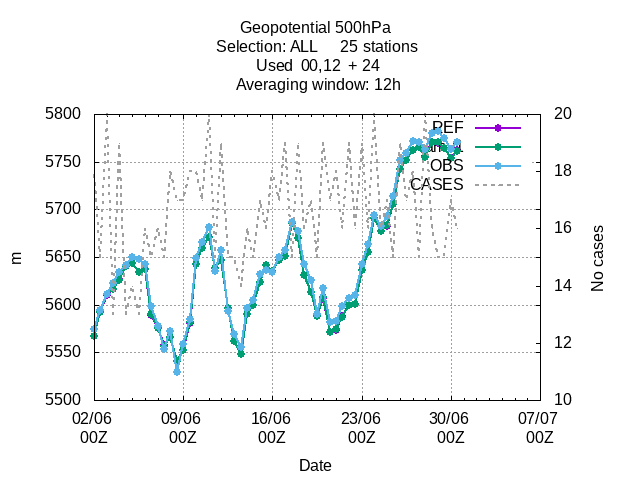 Geopotential 500hPa
Selection: ALL 25 stations
Used 00,12 + 24
Averaging window: 12h
5800
5750
5700
5650
5600
5550
5500
m
20
18
16
14
12
10
No cases
REF
OBS
CASES
02/06 09/06 16/06 23/06 30/06 07/07
00Z 00Z 00Z 00Z 00Z 00Z
Date